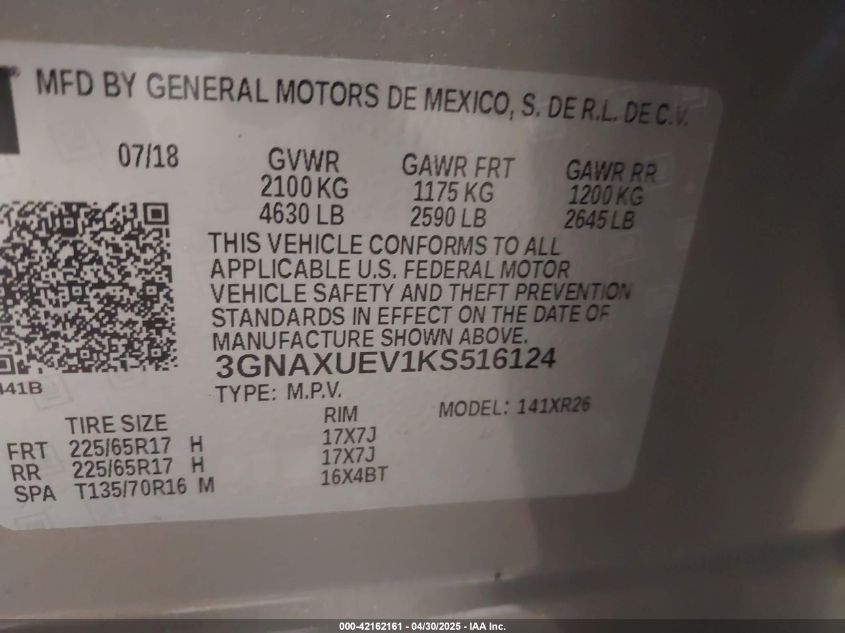 MFD BY GENERAL MOTORS DE MEXICO, S. DE R.L. DE C.V.
07/18
GVWR GAWR FRT GAWR RR
2100 KG 1175 KG 1200 KG
4630 LB 2590 LB 2645 LB
THIS VEHICLE CONFORMS TO ALL
APPLICABLE U.S. FEDERAL MOTOR
VEHICLE SAFETY AND THEFT PREVENTION
STANDARDS IN EFFECT ON THE DATE OF
MANUFACTURE SHOWN ABOVE.
3GNAXUEV1KS516124
441B
TYPE: M.P.V.
TIRE SIZE RIM MODEL: 141XR26
FRT 225/65R17 H 17X7J
RR 225/65R17 H 17X7J
SPA T135/70R16 M 16X4BT
000-42162161 - 04/30/2025 - IAA Inc.